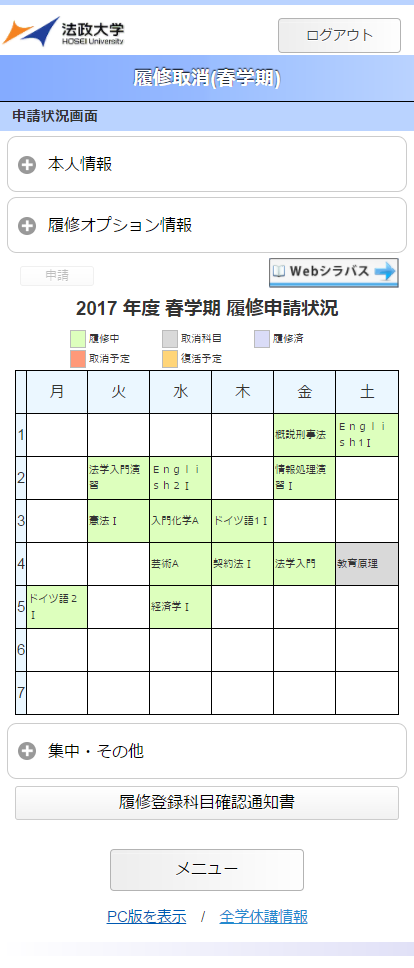 法政大学
HOSEI University
ログアウト
履修取消(春学期)
申請状況画面
本人情報
履修オプション情報
申請
Webシラバス
2017 年度 春学期 履修申請状況
履修中 取消科目 履修済
取消予定 復活予定
月 火 水 木 金 土
1 概説刑事法 Ｅｎｇｌｉ
ｓｈ1Ⅰ
2 法学入門演 Ｅｎｇｌｉ 情報処理演
習 ｓｈ２Ⅰ 習Ⅰ
3 憲法Ⅰ 入門化学A ドイツ語1Ⅰ
4 芸術A 契約法Ⅰ 法学入門 教育原理
5 ドイツ語２ 経済学Ⅰ
Ⅰ
6
7
集中・その他
履修登録科目確認通知書
メニュー
PC版を表示 / 全学休講情報